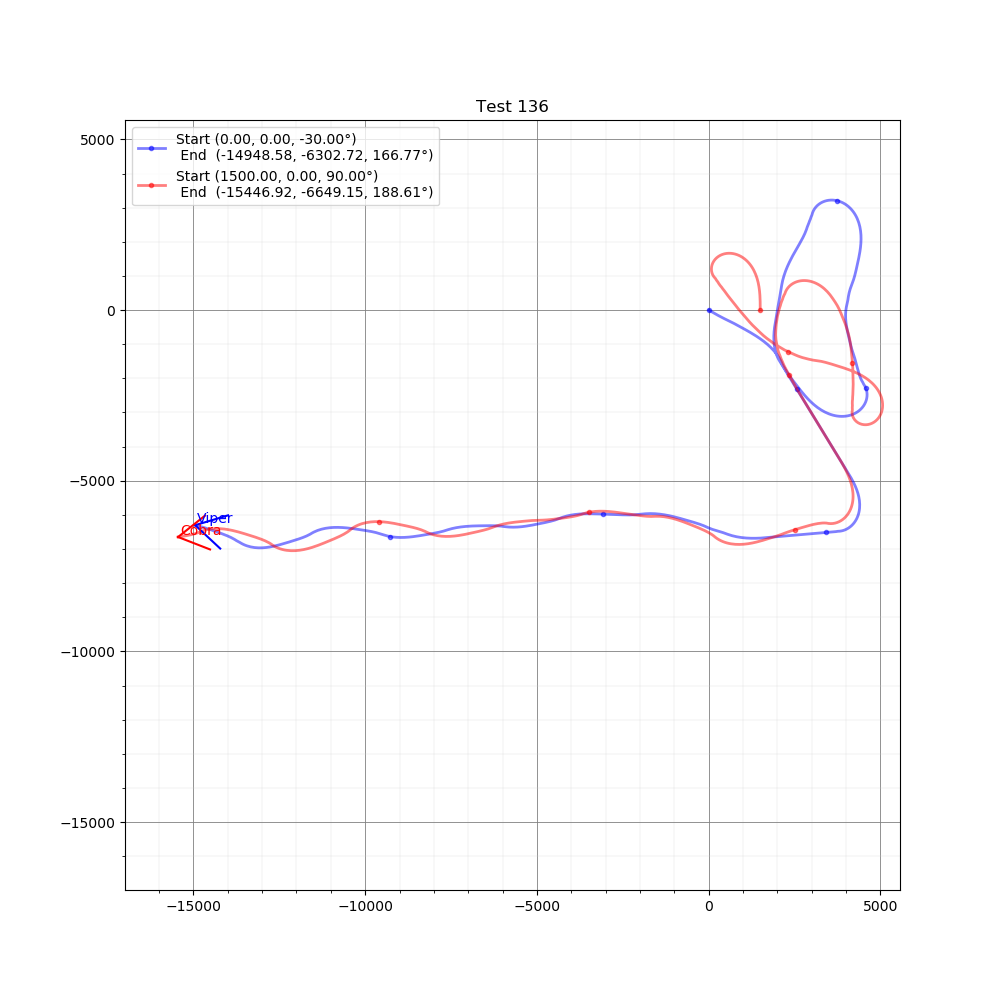 Test 136
Start (0.00, 0.00, -30.00°)
End  (-14948.58, -6302.72, 166.77°)
Start (1500.00, 0.00, 90.00°)
End  (-15446.92, -6649.15, 188.61°)
5000
0
−5000
−10000
−15000
Viper
Cobra
−15000
−10000
−5000
0
5000